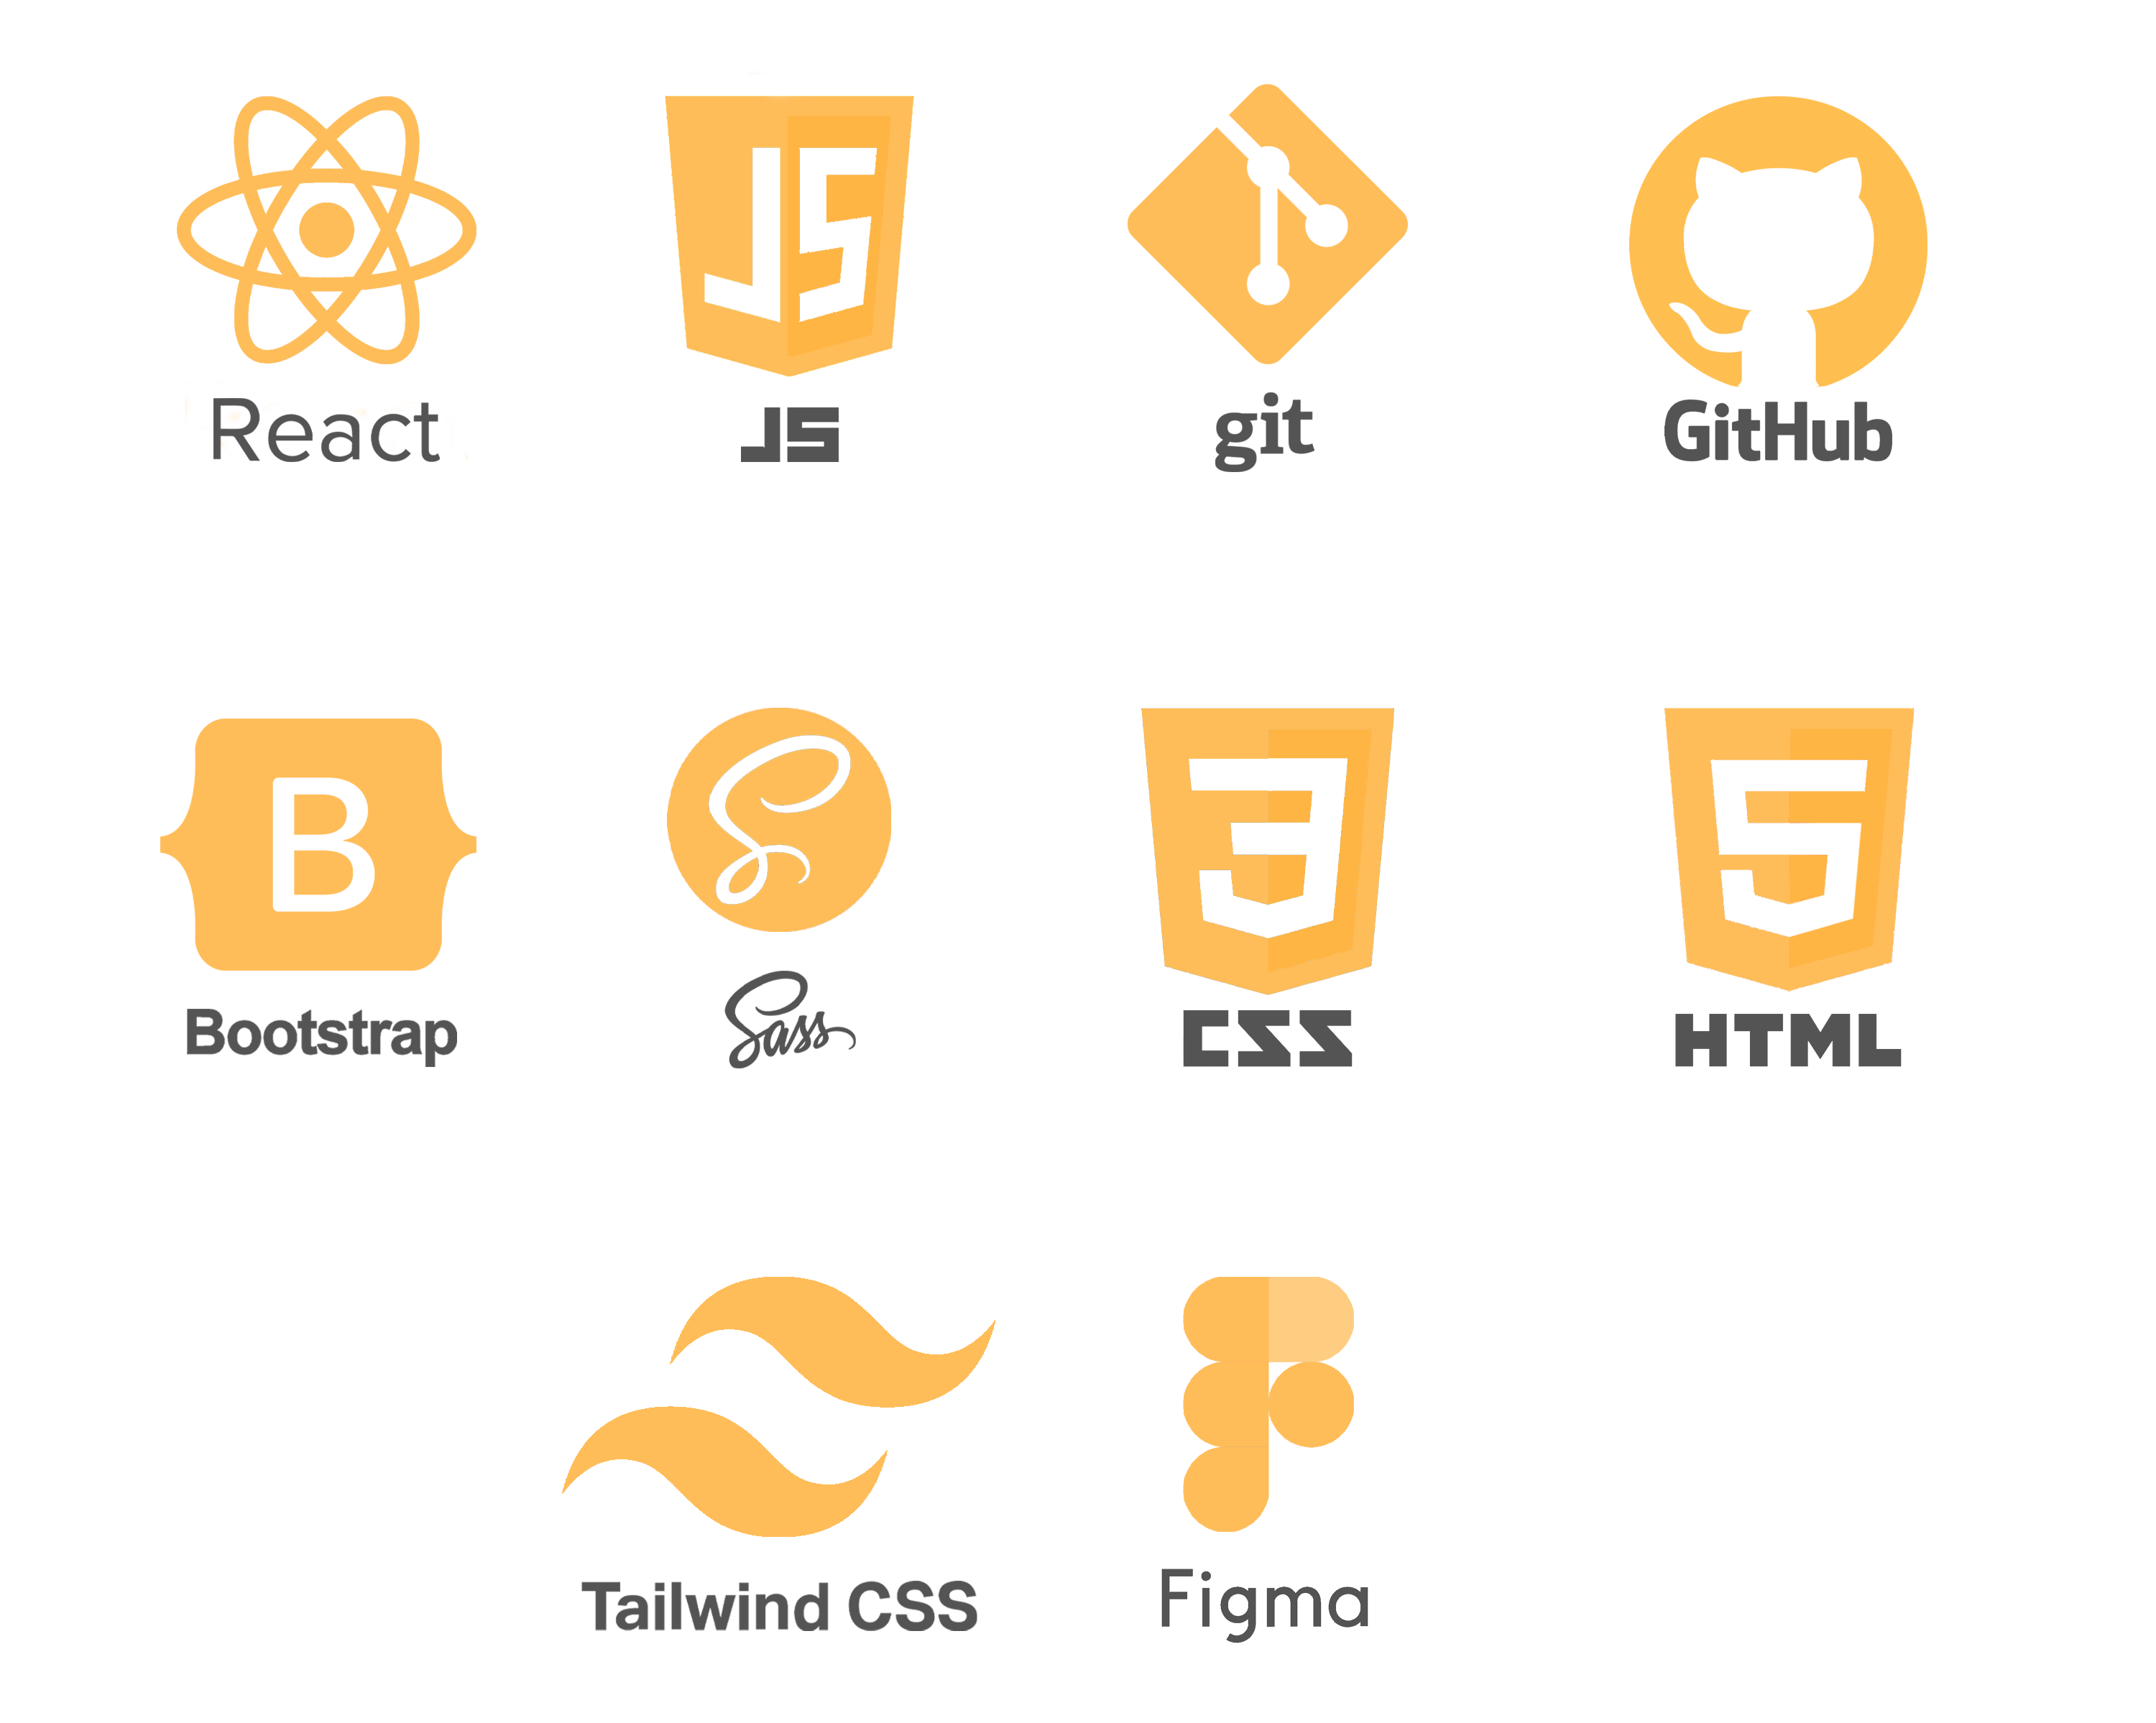 React
JS
git
GitHub
B
Bootstrap
Sass
CSS
HTML
Tailwind CSS
Figma